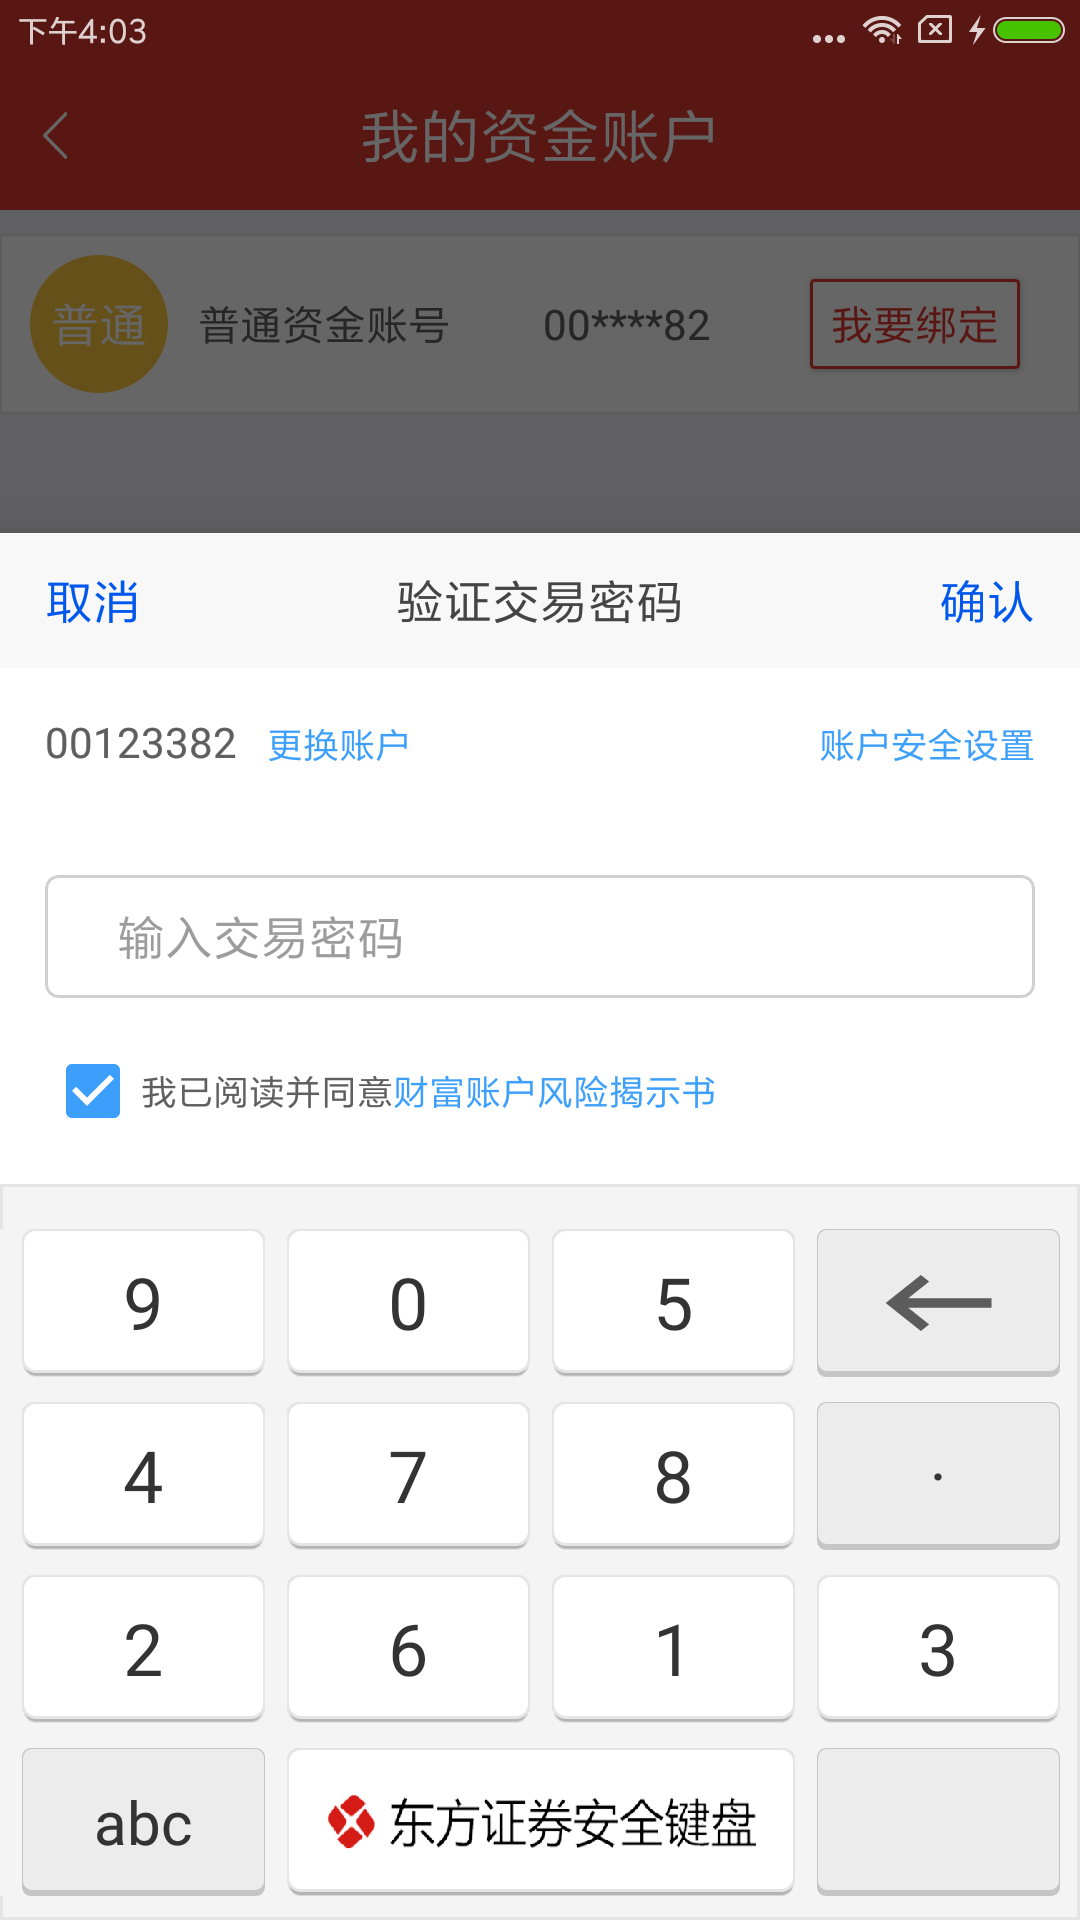 下午4:03
我的资金账户
普通 普通资金账号 00****82 我要绑定
取消 验证交易密码 确认
00123382 更换账户 账户安全设置
输入交易密码
我已阅读并同意财富账户风险揭示书
9 0 5
4 7 8 .
2 6 1 3
abc 东方证券安全键盘